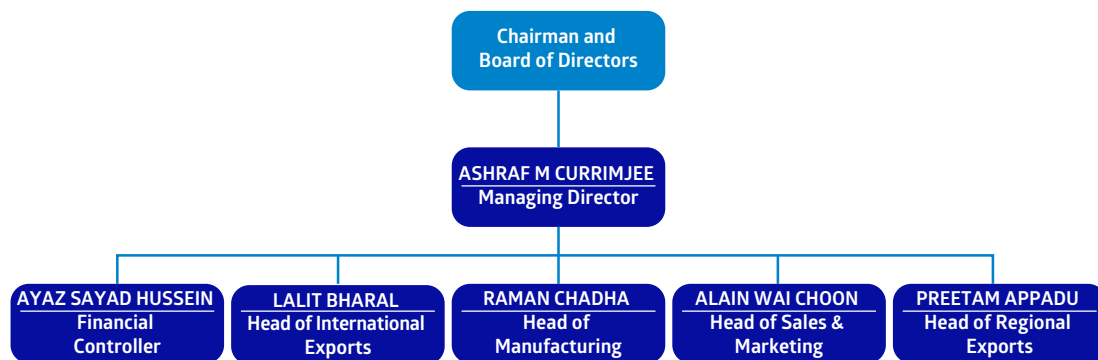 Chairman and
Board of Directors
ASHRAF M CURRIMJEE
Managing Director
AYAZ SAYAD HUSSEIN
Financial
Controller
LALIT BHARAL
Head of International
Exports
RAMAN CHADHA
Head of
Manufacturing
ALAIN WAI CHOON
Head of Sales &
Marketing
PREETAM APPADU
Head of Regional
Exports